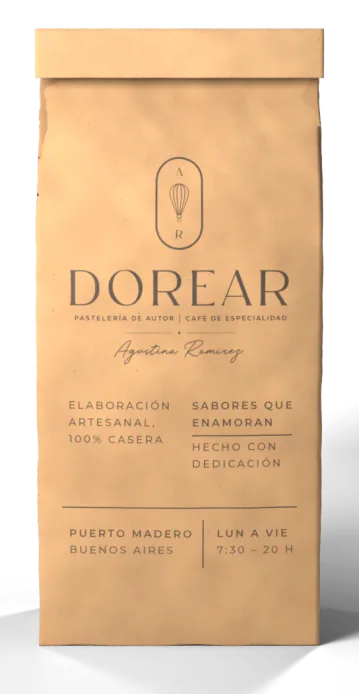 A
R
DOREAR
PASTELERÍA DE AUTOR | CAFÉ DE ESPECIALIDAD
Agustina Ramirez
ELABORACIÓN
ARTESANAL,
100% CASERA
SABORES QUE
ENAMORAN
HECHO CON
DEDICACIÓN
PUERTO MADERO
BUENOS AIRES
LUN A VIE
7:30 – 20 H